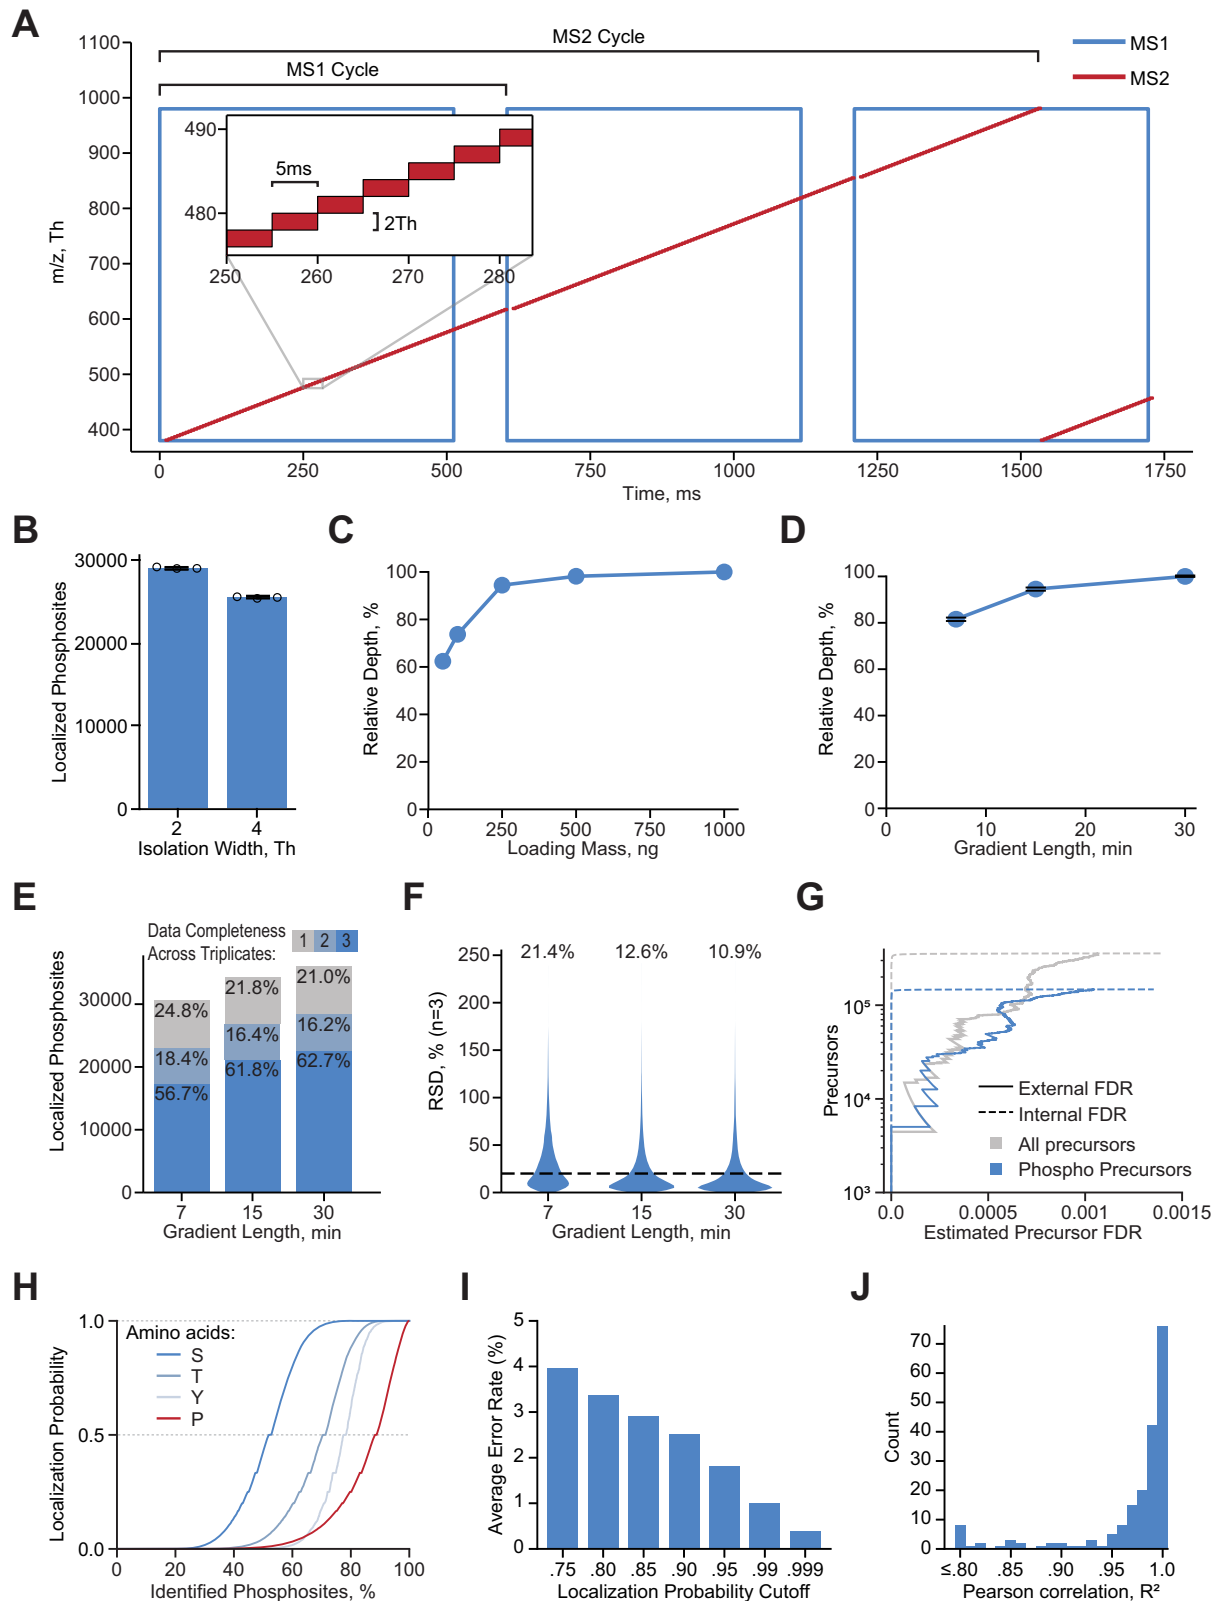 A
MS2 Cycle
MS1 Cycle
MS1
MS2
1100
1000
900
800
700
600
500
400
m/z, Th
490
480
5ms
2Th
250 260 270 280
0 250 500 750 1000 1250 1500 1750
Time, ms
B
Localized Phosphosites
30000
20000
10000
0
2 4
Isolation Width, Th
C
Relative Depth, %
100
80
60
40
20
0
0 250 500 750 1000
Loading Mass, ng
D
Relative Depth, %
100
80
60
40
20
0
0 10 20 30
Gradient Length, min
E
Data Completeness
Across Triplicates:
1 2 3
Localized Phosphosites
30000
20000
10000
0
24.8% 21.8% 21.0%
18.4% 16.4% 16.2%
56.7% 61.8% 62.7%
7 15 30
Gradient Length, min
F
RSD, % (n=3)
250
200
150
100
50
0
21.4% 12.6% 10.9%
7 15 30
Gradient Length, min
G
Precursors
10⁵
10⁴
10³
External FDR
Internal FDR
All precursors
Phospho Precursors
0.0 0.0005 0.001 0.0015
Estimated Precursor FDR
H
Localization Probability
1.0
0.5
0.0
Amino acids:
S
T
Y
P
0 20 40 60 80 100
Identified Phosphosites, %
I
Average Error Rate (%)
5
4
3
2
1
0
.75 .80 .85 .90 .95 .99 .999
Localization Probability Cutoff
J
Count
70
60
50
40
30
20
10
0
≤.80 .85 .90 .95 1.0
Pearson correlation, R²